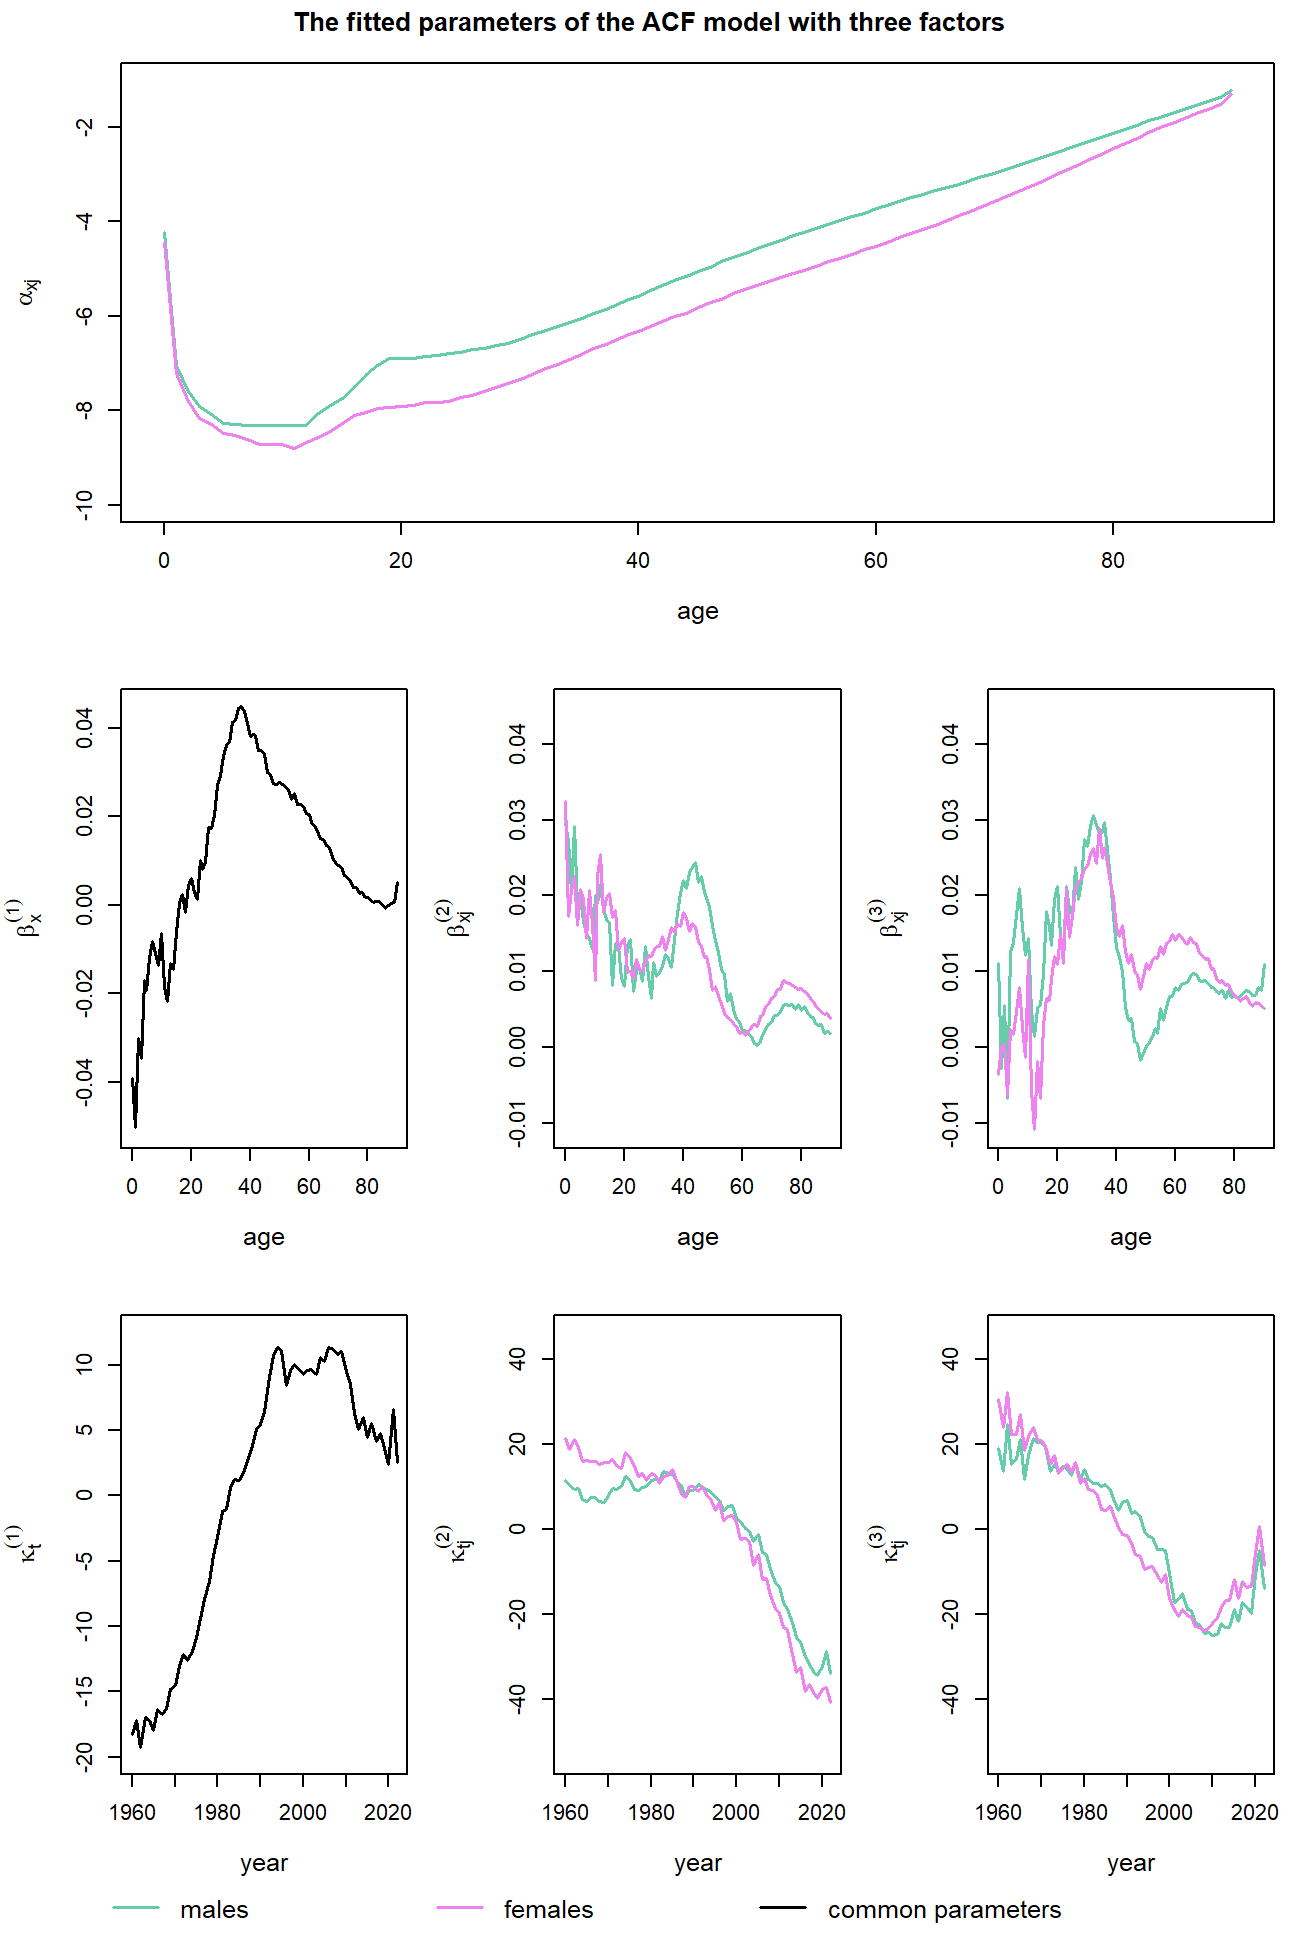 The fitted parameters of the ACF model with three factors
-2
-4
-6
-8
-10
αxj
0 20 40 60 80
age
0.04
0.02
0.00
-0.02
-0.04
βx(1)
0 20 40 60 80
age
0.04
0.03
0.02
0.01
0.00
-0.01
βxj(2)
0 20 40 60 80
age
0.04
0.03
0.02
0.01
0.00
-0.01
βxj(3)
0 20 40 60 80
age
10
5
0
-5
-10
-15
-20
κt(1)
1960 1980 2000 2020
year
40
20
0
-20
-40
κtj(2)
1960 1980 2000 2020
year
40
20
0
-20
-40
κtj(3)
1960 1980 2000 2020
year
males females common parameters